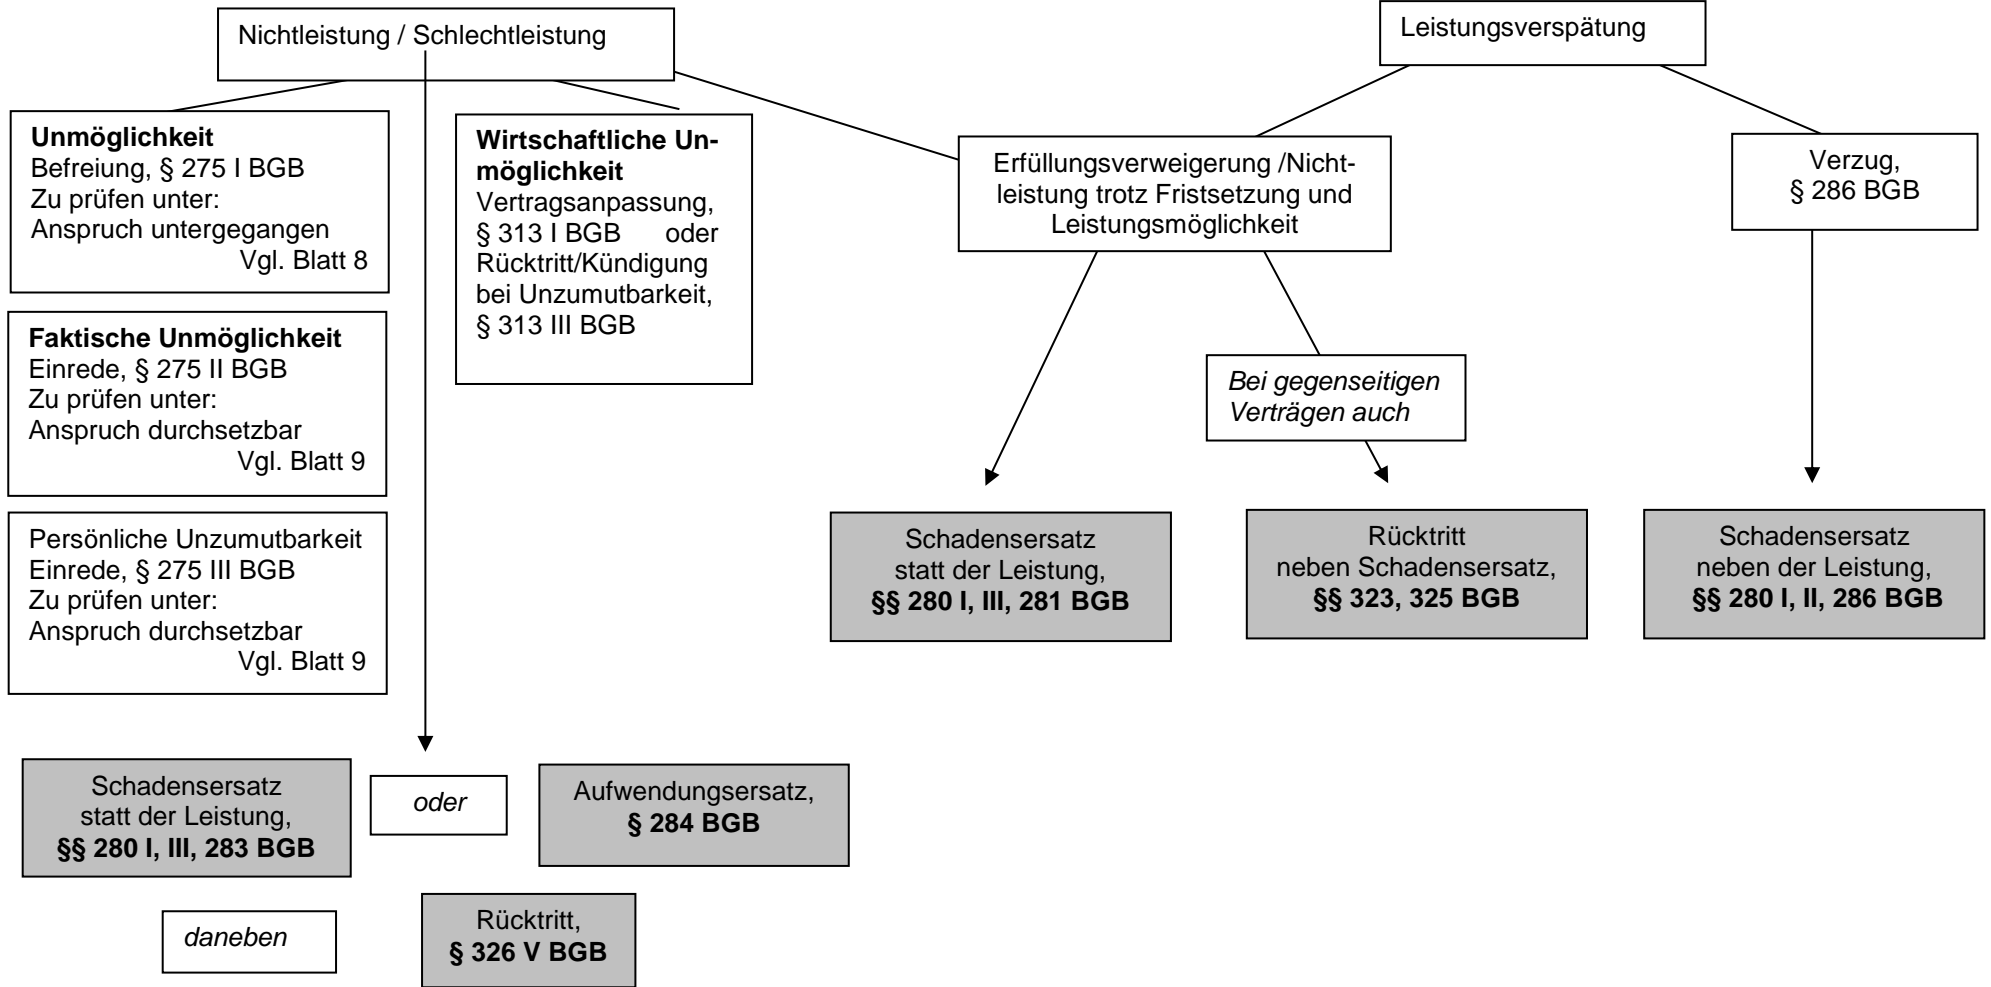 Nichtleistung / Schlechtleistung
Leistungsverspätung
Unmöglichkeit
Befreiung, § 275 I BGB
Zu prüfen unter:
Anspruch untergegangen
Vgl. Blatt 8
Wirtschaftliche Un-
möglichkeit
Vertragsanpassung,
§ 313 I BGB oder
Rücktritt/Kündigung
bei Unzumutbarkeit,
§ 313 III BGB
Erfüllungsverweigerung /Nicht-
leistung trotz Fristsetzung und
Leistungsmöglichkeit
Verzug,
§ 286 BGB
Faktische Unmöglichkeit
Einrede, § 275 II BGB
Zu prüfen unter:
Anspruch durchsetzbar
Vgl. Blatt 9
Bei gegenseitigen
Verträgen auch
Persönliche Unzumutbarkeit
Einrede, § 275 III BGB
Zu prüfen unter:
Anspruch durchsetzbar
Vgl. Blatt 9
Schadensersatz
statt der Leistung,
§§ 280 I, III, 281 BGB
Rücktritt
neben Schadensersatz,
§§ 323, 325 BGB
Schadensersatz
neben der Leistung,
§§ 280 I, II, 286 BGB
Schadensersatz
statt der Leistung,
§§ 280 I, III, 283 BGB
oder
Aufwendungsersatz,
§ 284 BGB
daneben
Rücktritt,
§ 326 V BGB